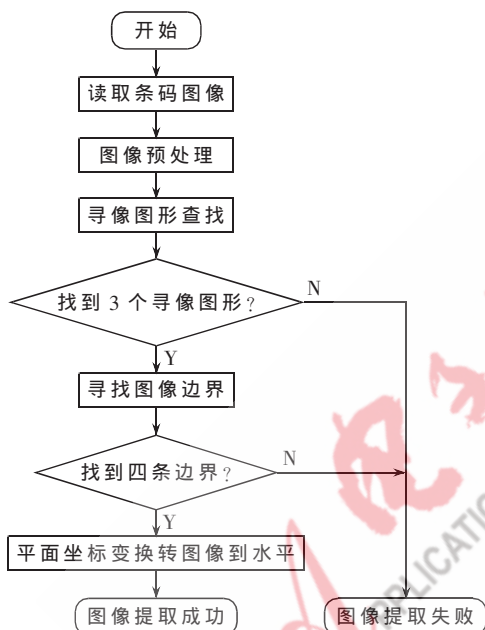 开始
读取条码图像
图像预处理
寻像图形查找
找到 3 个寻像图形?
N
Y
寻找图像边界
找到四条边界?
N
Y
平面坐标变换转图像到水平
图像提取成功
图像提取失败
PPLICATIO